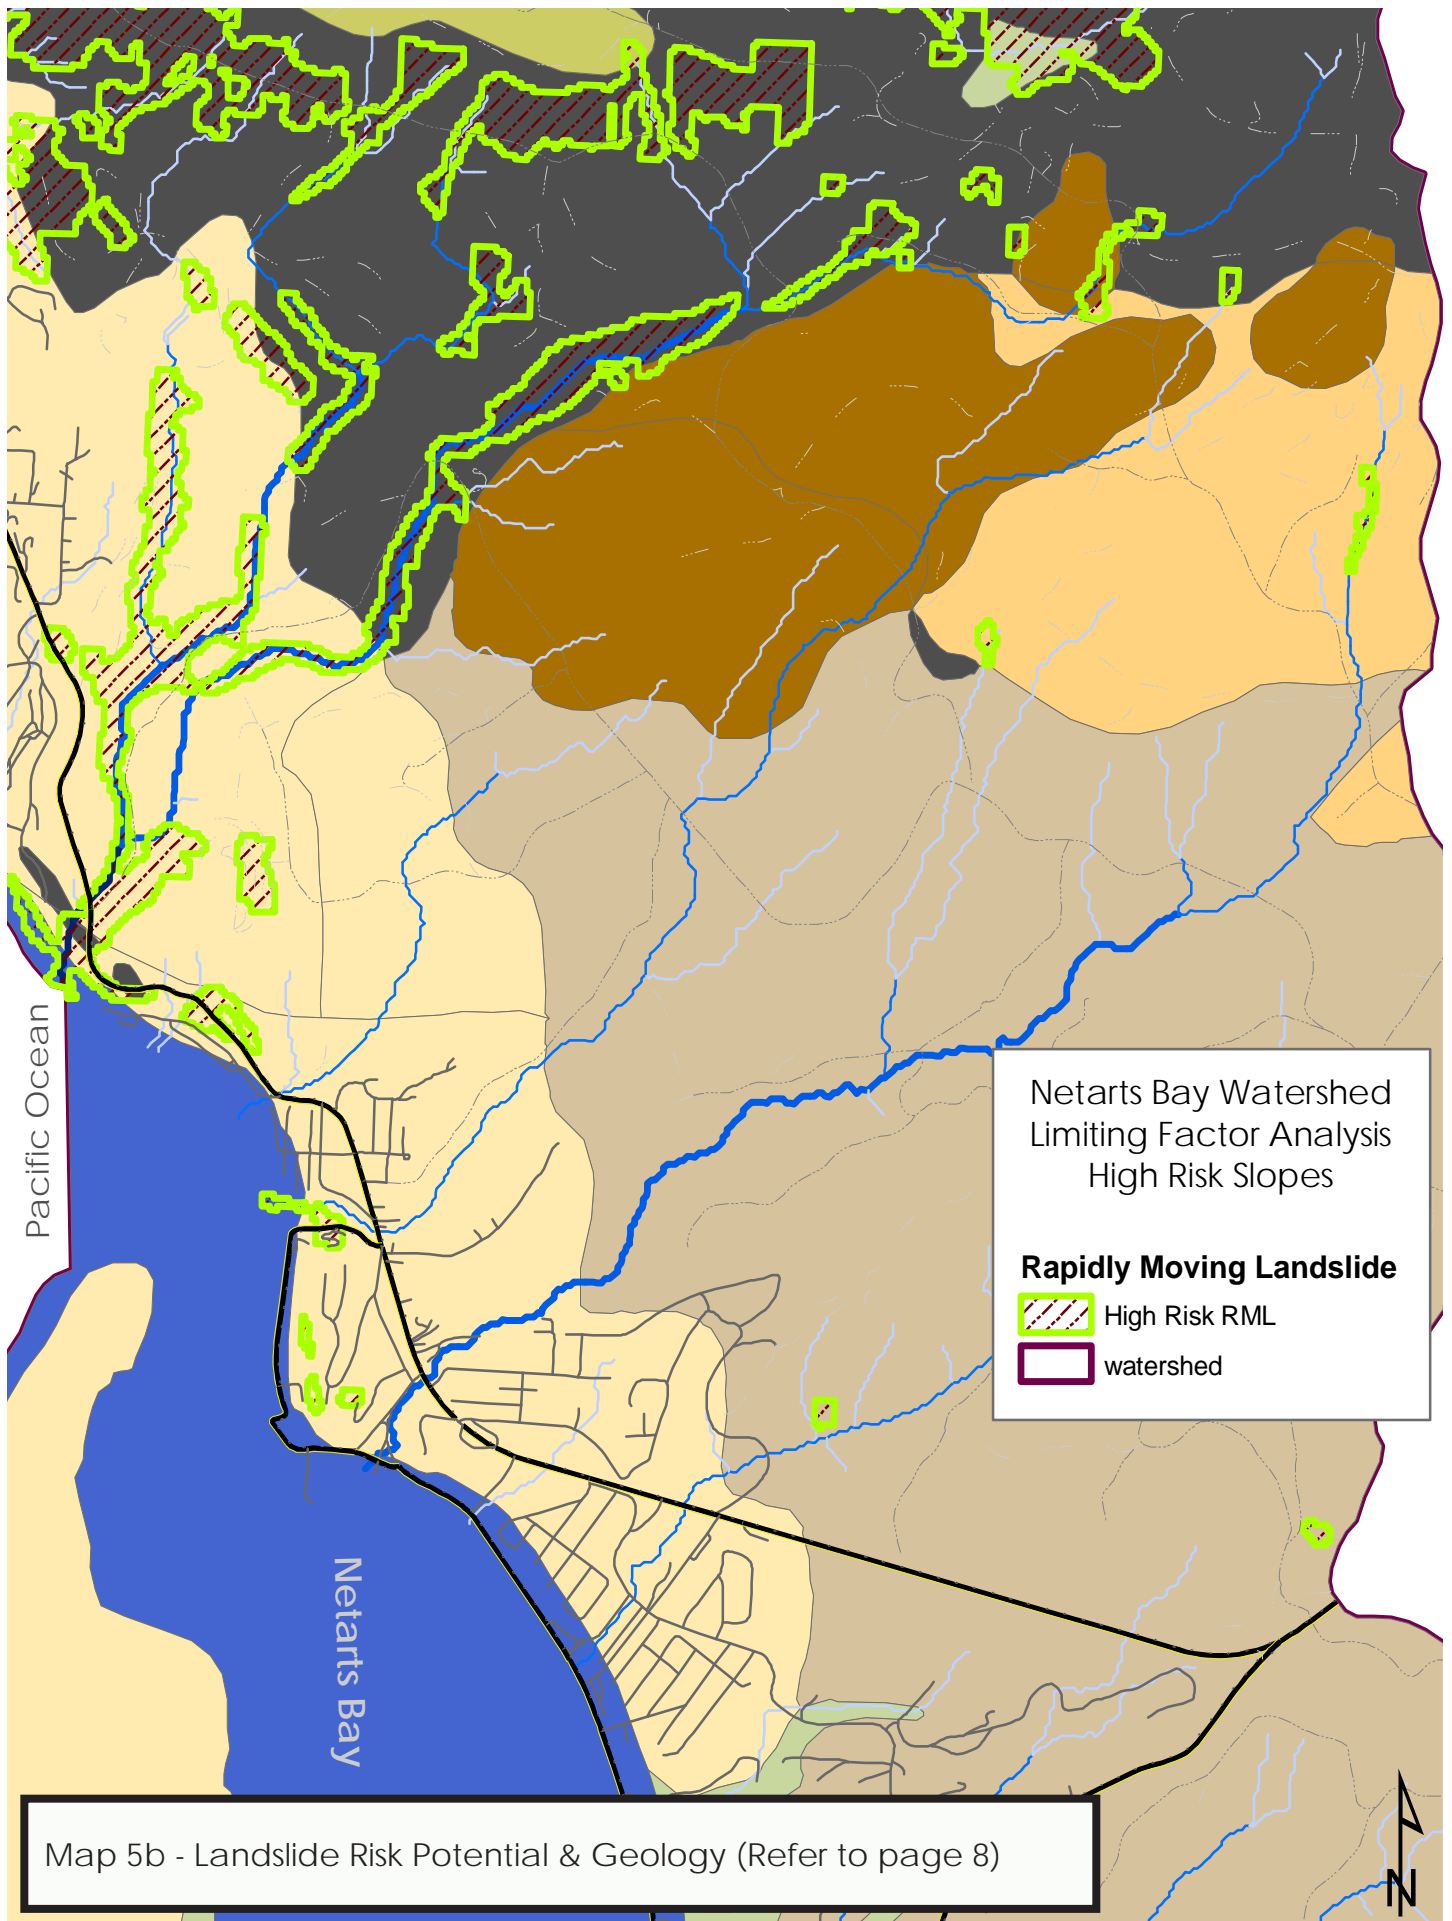 Pacific Ocean
Netarts Bay Watershed
Limiting Factor Analysis
High Risk Slopes
Rapidly Moving Landslide
High Risk RML
watershed
Netarts Bay
Map 5b - Landslide Risk Potential & Geology (Refer to page 8)
N